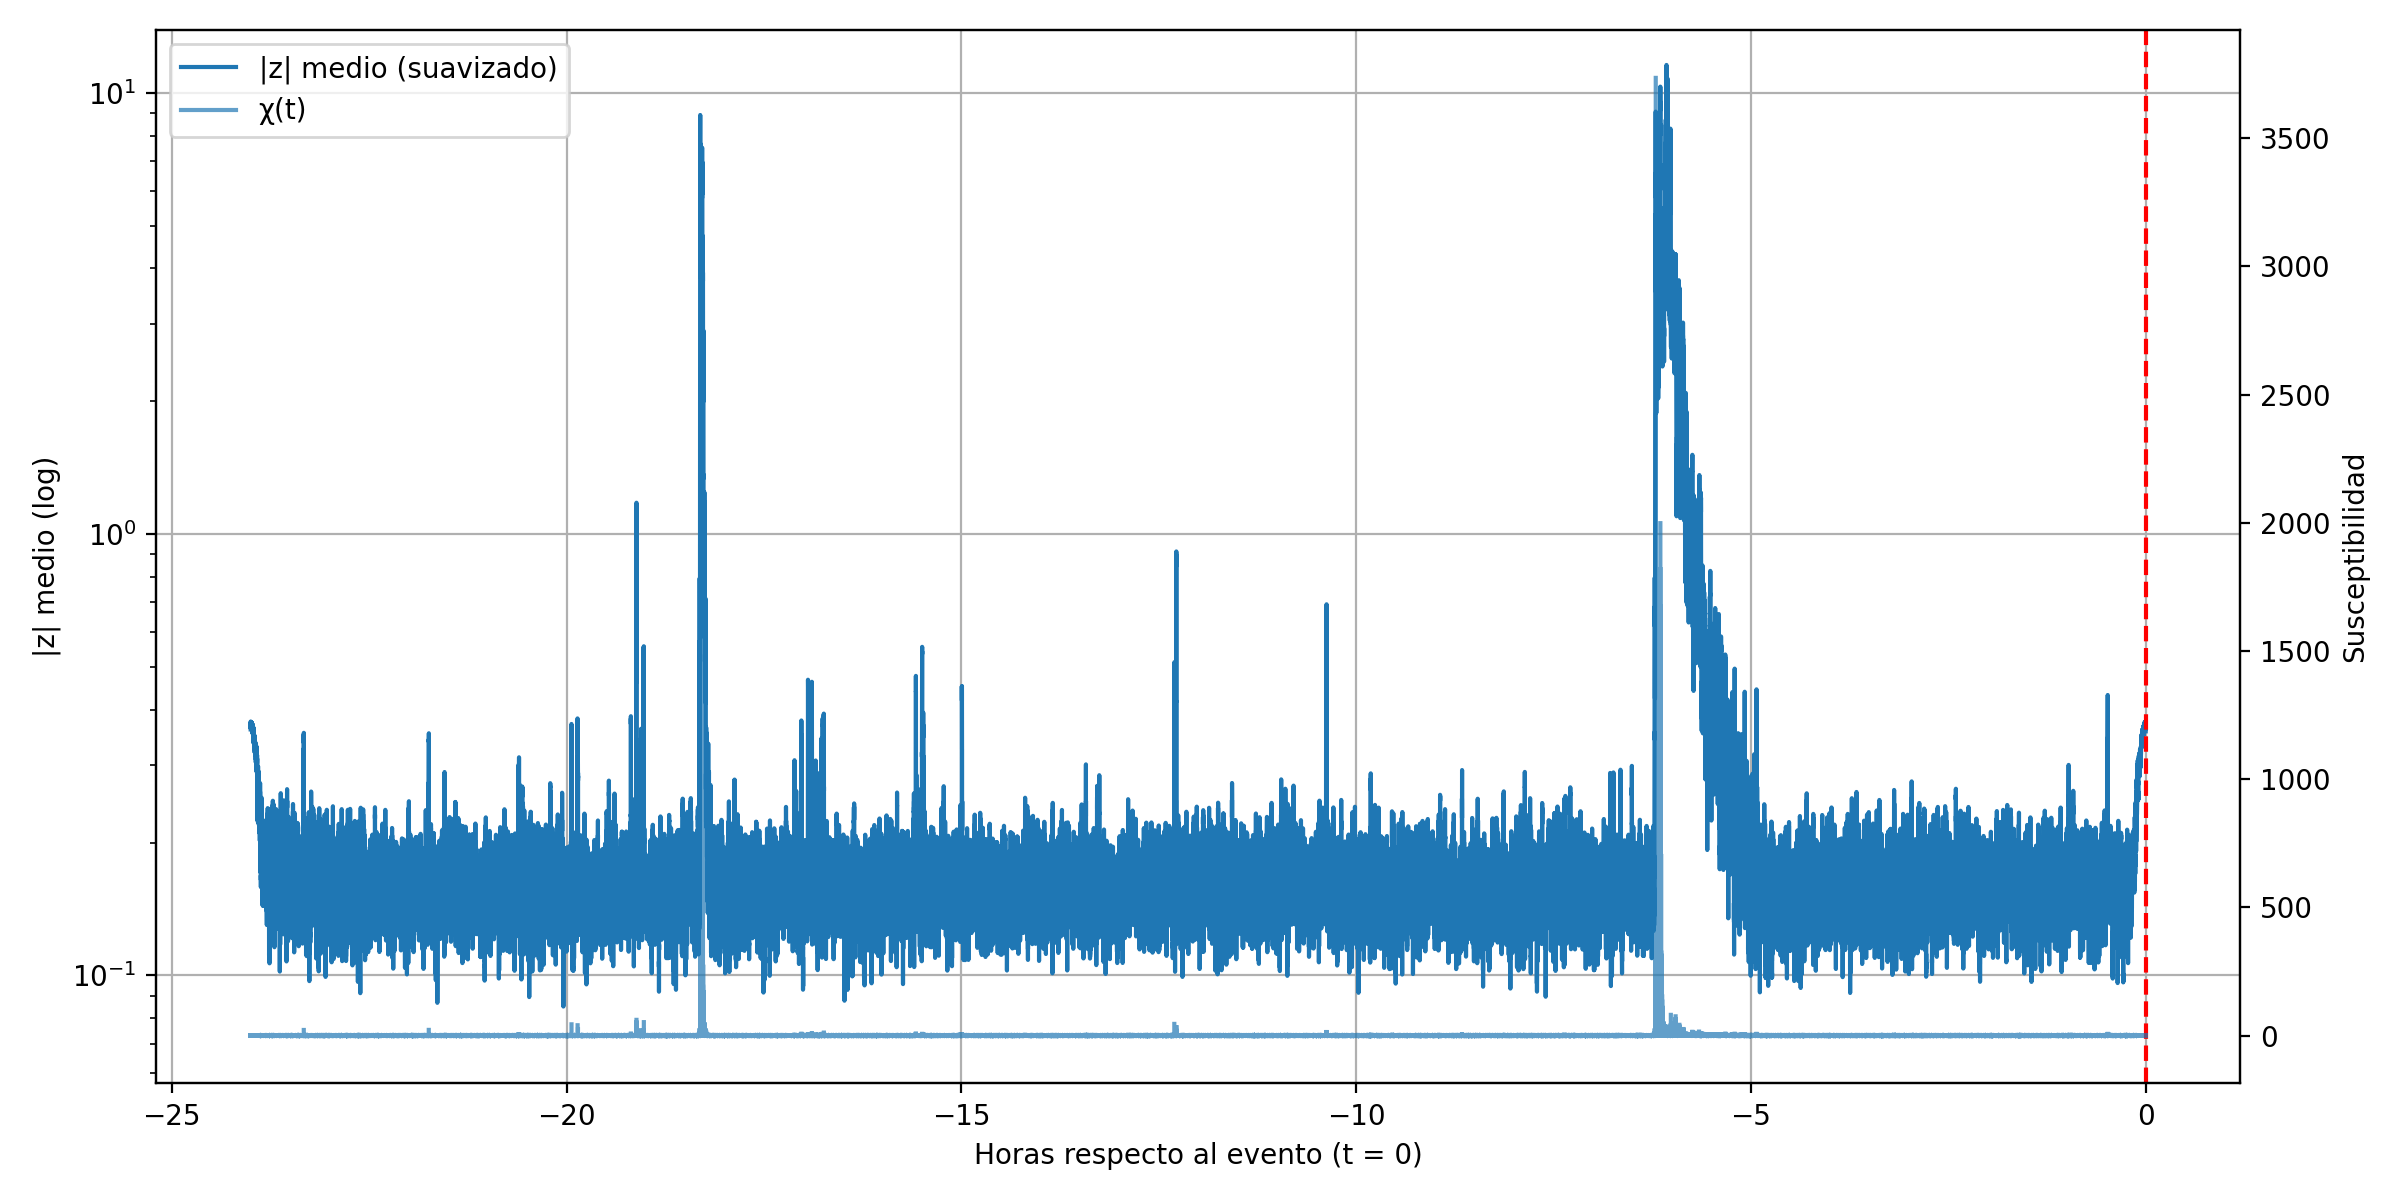 |z| medio (suavizado)
χ(t)
10¹
10⁰
10⁻¹
|z| medio (log)
3500
3000
2500
2000
1500
1000
500
0
Susceptibilidad
−25 −20 −15 −10 −5 0
Horas respecto al evento (t = 0)